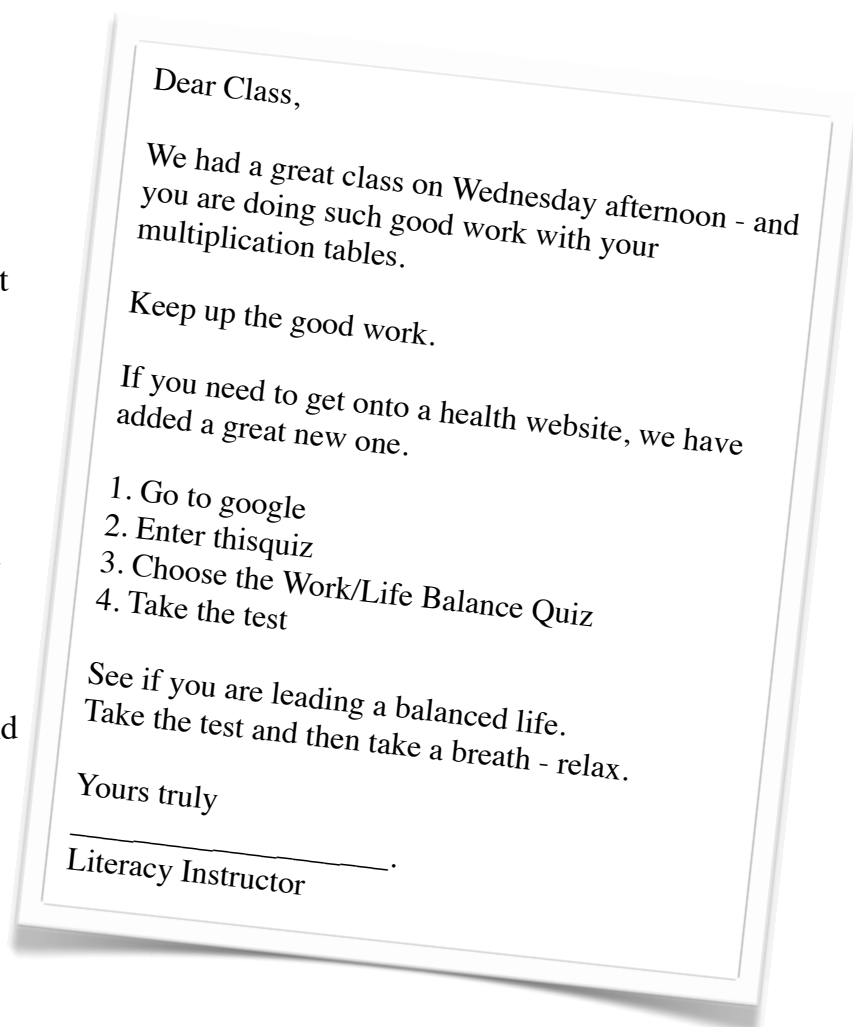 Dear Class,
We had a great class on Wednesday afternoon - and
you are doing such good work with your
multiplication tables.
Keep up the good work.
If you need to get onto a health website, we have
added a great new one.
1. Go to google
2. Enter thisquiz
3. Choose the Work/Life Balance Quiz
4. Take the test
See if you are leading a balanced life.
Take the test and then take a breath - relax.
Yours truly
____________________.
Literacy Instructor